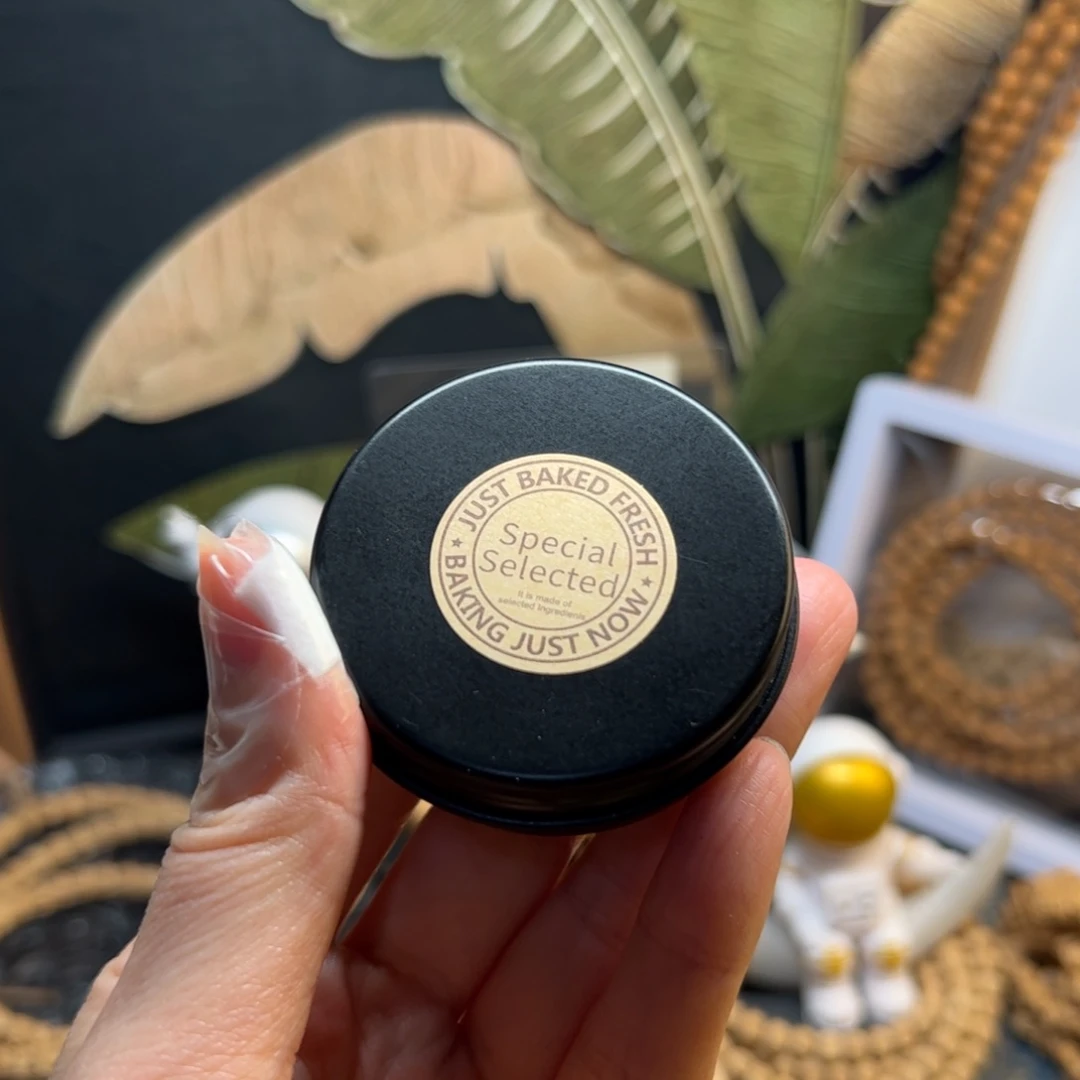 JUST BAKED FRESH
Special
Selected
It is made of
selected Ingredients
BAKING JUST NOW